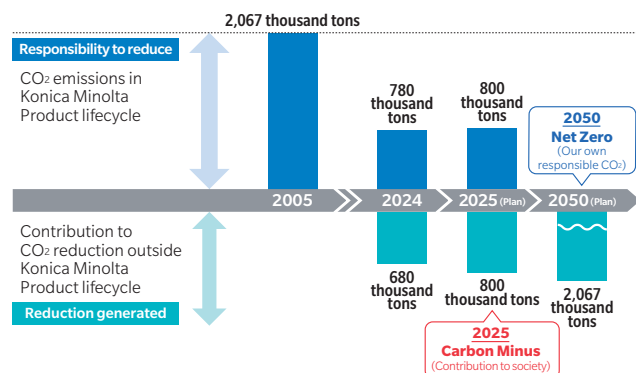 2,067 thousand tons
Responsibility to reduce
CO2 emissions in
Konica Minolta
Product lifecycle
780
thousand
tons
800
thousand
tons
2050
Net Zero
(Our own
responsible CO2)
2005
2024
2025 (Plan)
2050 (Plan)
Contribution to
CO2 reduction outside
Konica Minolta
Product lifecycle
Reduction generated
680
thousand
tons
800
thousand tons
2,067
thousand
tons
2025
Carbon Minus
(Contribution to society)